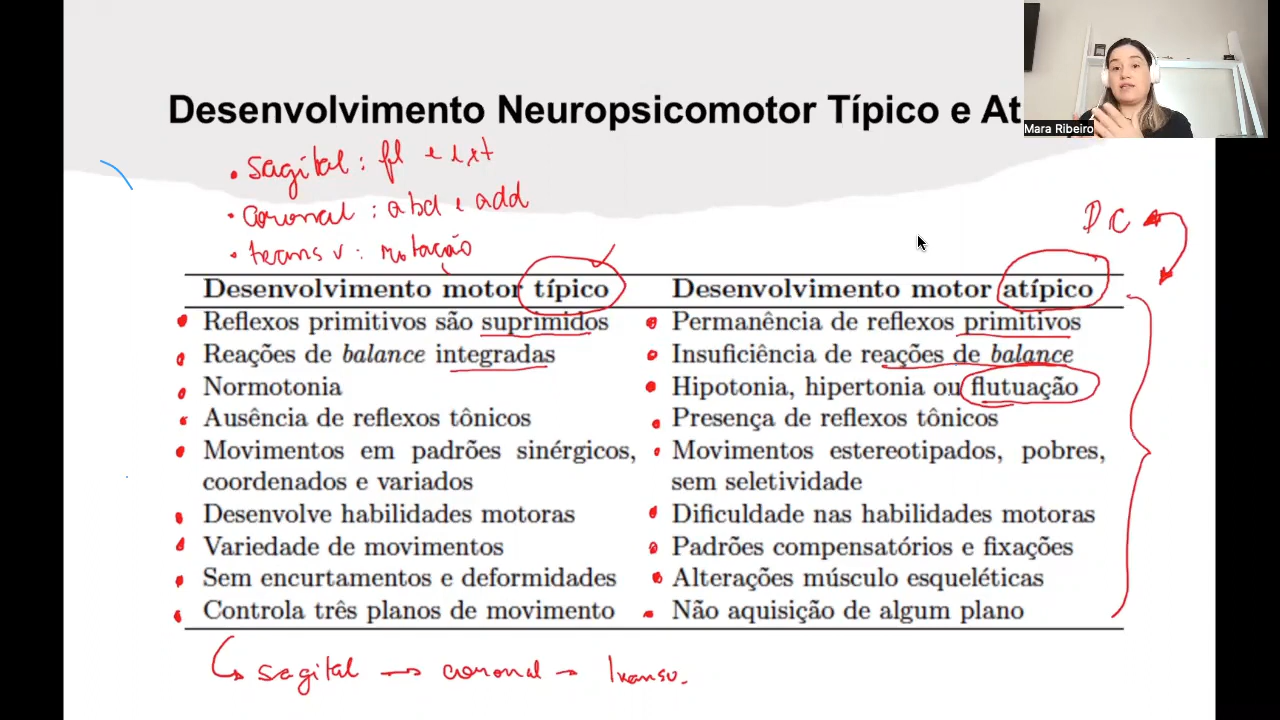 Desenvolvimento Neuropsicomotor Típico e At
Mara Ribeiro
• sagital: fl e ext
• coronal: abd e add
• transv: rotação
PC
Desenvolvimento motor típico
Desenvolvimento motor atípico
Reflexos primitivos são suprimidos
Permanência de reflexos primitivos
Reações de balance integradas
Insuficiência de reações de balance
Normotonia
Hipotonia, hipertonia ou flutuação
Ausência de reflexos tônicos
Presença de reflexos tônicos
Movimentos em padrões sinérgicos,
coordenados e variados
Movimentos estereotipados, pobres,
sem seletividade
Desenvolve habilidades motoras
Dificuldade nas habilidades motoras
Variedade de movimentos
Padrões compensatórios e fixações
Sem encurtamentos e deformidades
Alterações músculo esqueléticas
Controla três planos de movimento
Não aquisição de algum plano
sagital → coronal → transv.